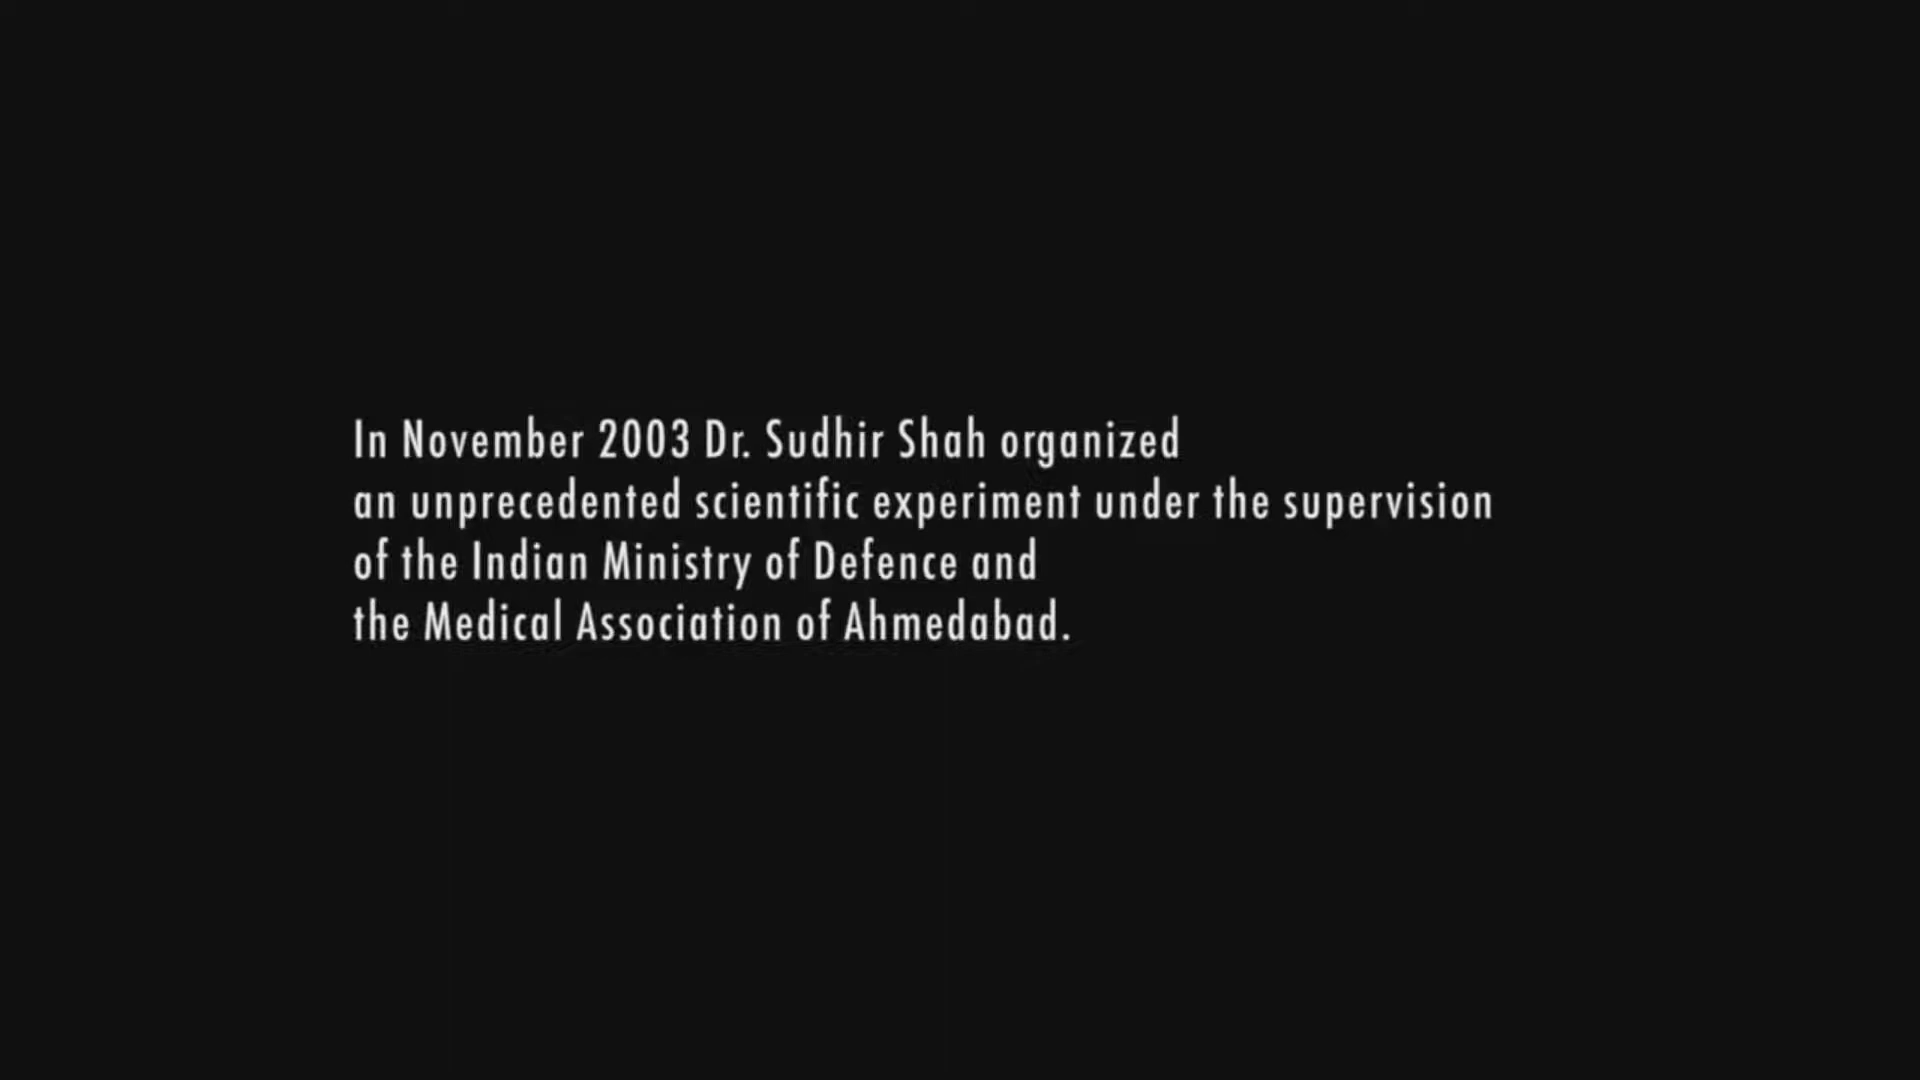 In November 2003 Dr. Sudhir Shah organized
an unprecedented scientific experiment under the supervision
of the Indian Ministry of Defence and
the Medical Association of Ahmedabad.